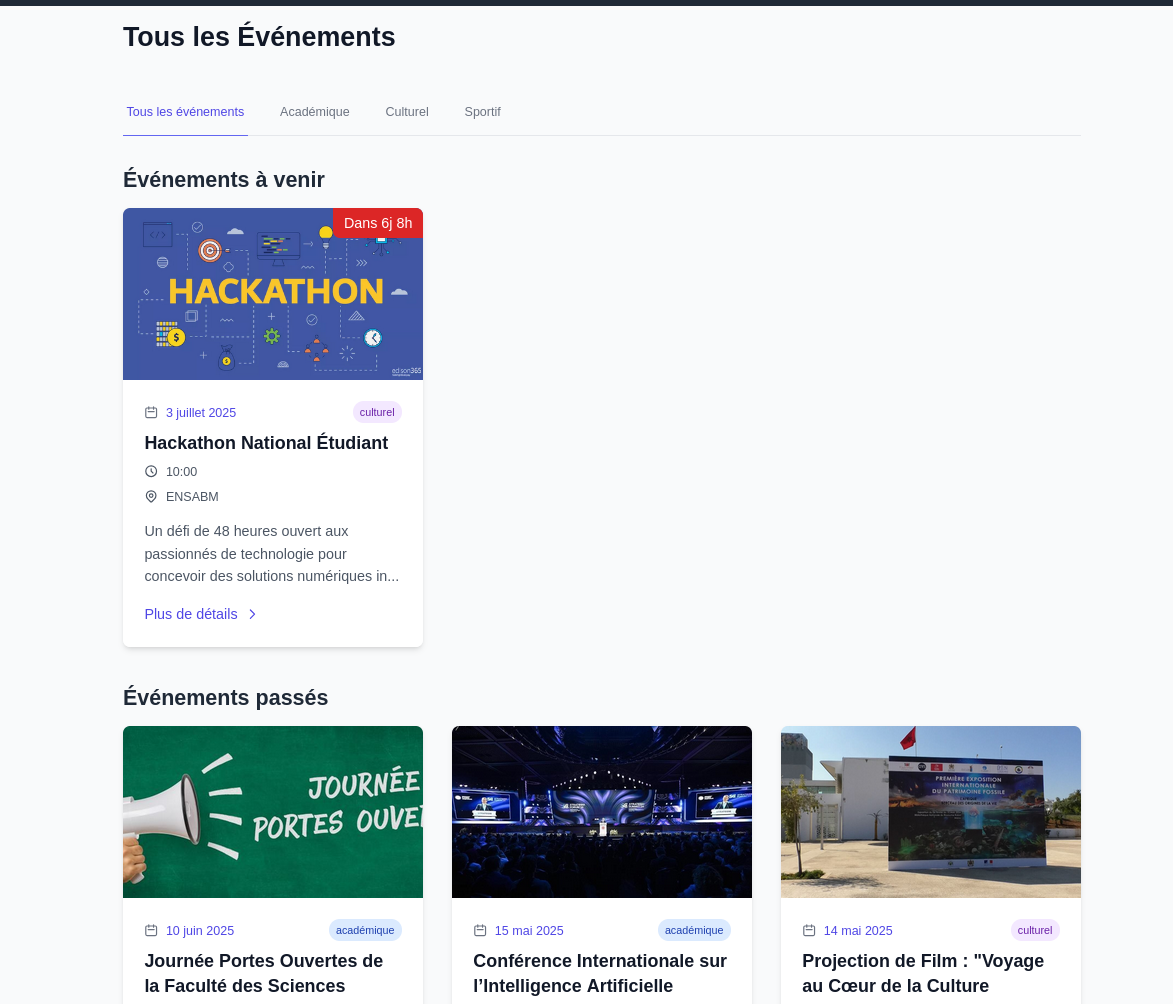 Tous les Événements
Tous les événements
Académique
Culturel
Sportif
Événements à venir
Dans 6j 8h
HACKATHON
3 juillet 2025
culturel
Hackathon National Étudiant
10:00
ENSABM
Un défi de 48 heures ouvert aux
passionnés de technologie pour
concevoir des solutions numériques in...
Plus de détails
Événements passés
JOURNÉE
PORTES OUVE
PREMIÈRE EXPOSITION
INTERNATIONALE
DU PATRIMOINE FOSSILE
10 juin 2025
académique
15 mai 2025
académique
14 mai 2025
culturel
Journée Portes Ouvertes de
la Faculté des Sciences
Conférence Internationale sur
l’Intelligence Artificielle
Projection de Film : "Voyage
au Cœur de la Culture